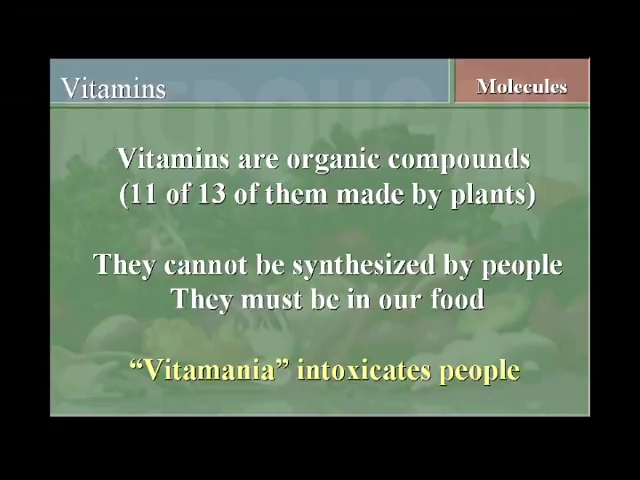 Vitamins
Molecules
Vitamins are organic compounds
(11 of 13 of them made by plants)
They cannot be synthesized by people
They must be in our food
“Vitamania” intoxicates people